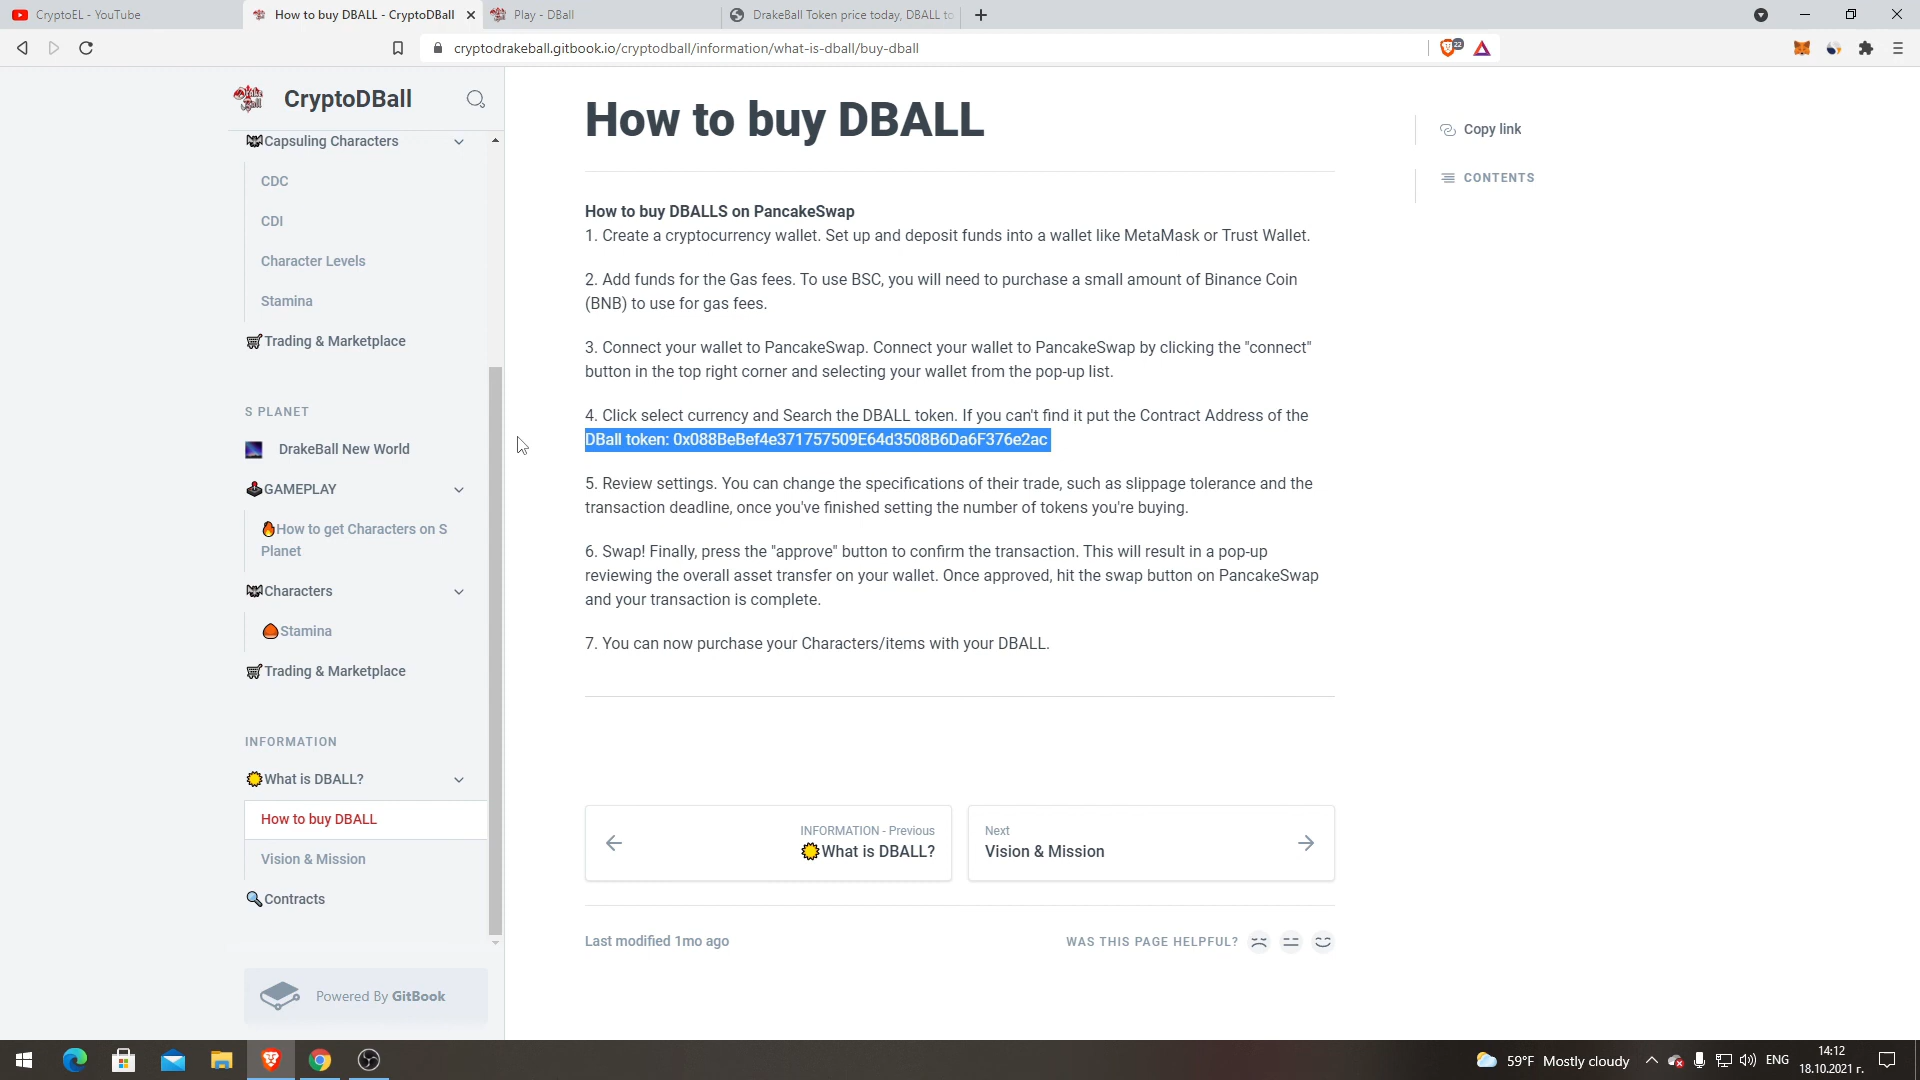 CryptoEL - YouTube
How to buy DBALL - CryptoDBall
Play - DBall
DrakeBall Token price today, DBALL to
cryptodrakeball.gitbook.io/cryptodball/information/what-is-dball/buy-dball
22
CryptoDBall
Capsuling Characters
CDC
CDI
Character Levels
Stamina
Trading & Marketplace
S PLANET
DrakeBall New World
GAMEPLAY
How to get Characters on S
Planet
Characters
Stamina
Trading & Marketplace
INFORMATION
What is DBALL?
How to buy DBALL
Vision & Mission
Contracts
Powered By GitBook
How to buy DBALL
How to buy DBALLS on PancakeSwap
1. Create a cryptocurrency wallet. Set up and deposit funds into a wallet like MetaMask or Trust Wallet.
2. Add funds for the Gas fees. To use BSC, you will need to purchase a small amount of Binance Coin
(BNB) to use for gas fees.
3. Connect your wallet to PancakeSwap. Connect your wallet to PancakeSwap by clicking the "connect"
button in the top right corner and selecting your wallet from the pop-up list.
4. Click select currency and Search the DBALL token. If you can't find it put the Contract Address of the
DBall token: 0x088BeBef4e371757509E64d3508B6Da6F376e2ac
5. Review settings. You can change the specifications of their trade, such as slippage tolerance and the
transaction deadline, once you've finished setting the number of tokens you're buying.
6. Swap! Finally, press the "approve" button to confirm the transaction. This will result in a pop-up
reviewing the overall asset transfer on your wallet. Once approved, hit the swap button on PancakeSwap
and your transaction is complete.
7. You can now purchase your Characters/items with your DBALL.
INFORMATION - Previous
What is DBALL?
Next
Vision & Mission
Last modified 1mo ago
WAS THIS PAGE HELPFUL?
Copy link
CONTENTS
59°F Mostly cloudy
ENG
14:12
18.10.2021 г.